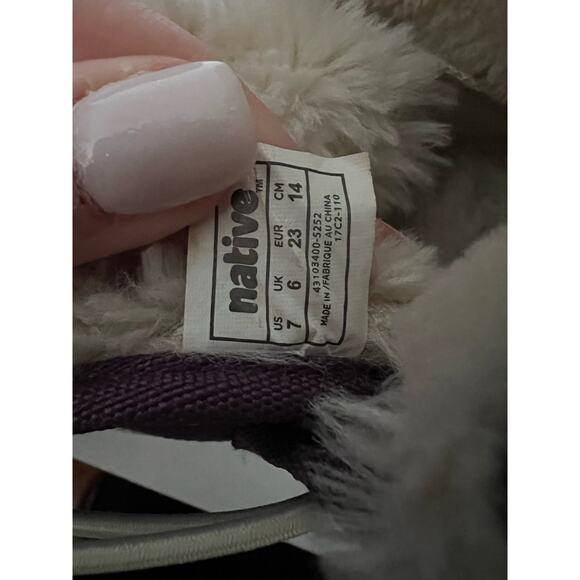 native™
US UK EUR CM
7 6 23 14
43103400-5252
MADE IN /FABRIQUE AU CHINA
17C2-110